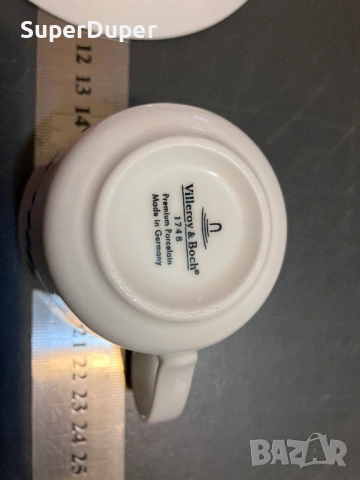 SuperDuper
12
13
14
Villeroy & Boch®
1748
Premium Porcelain
Made in Germany
21
22
23
24
25
BAZAR